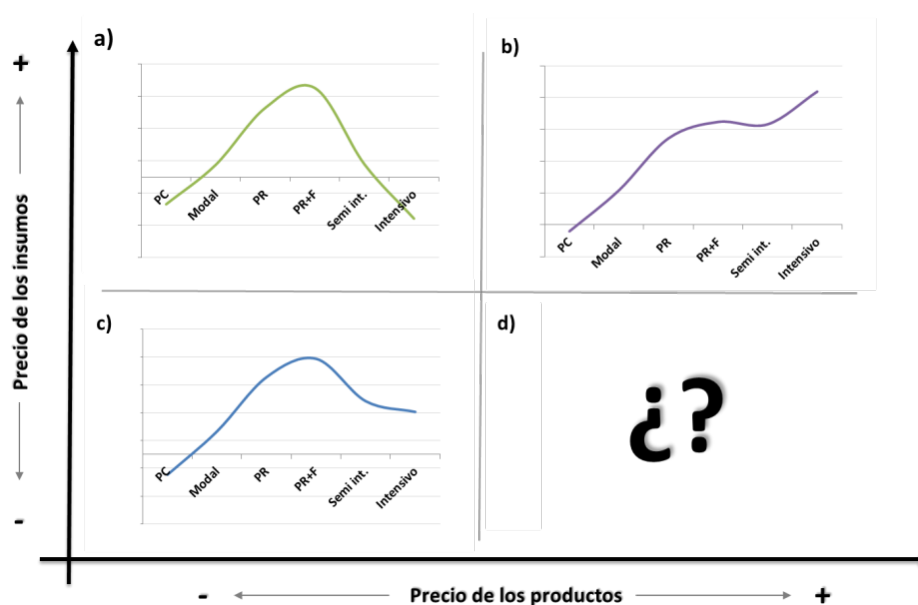 a)
PC
Modal
PR
PR+F
Semi int.
Intensivo
b)
PC
Modal
PR
PR+F
Semi int.
Intensivo
c)
PC
Modal
PR
PR+F
Semi int.
Intensivo
d)
¿?
+
Precio de los insumos
-
-
Precio de los productos
+